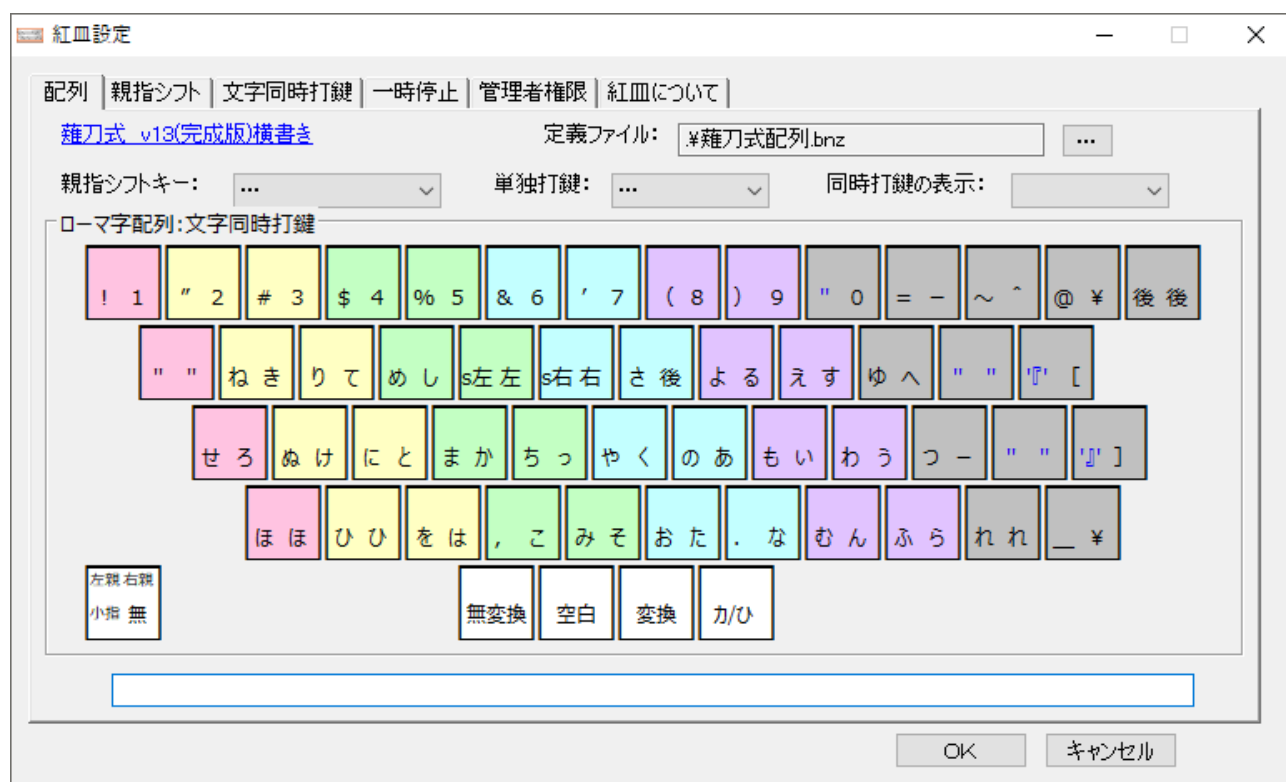 紅皿設定
配列 親指シフト 文字同時打鍵 一時停止 管理者権限 紅皿について
薙刀式 v13(完成版)横書き 定義ファイル: .¥薙刀式配列.bnz ...
親指シフトキー: ... 単独打鍵: ... 同時打鍵の表示:
ローマ字配列:文字同時打鍵
! 1 ” 2 # 3 $ 4 % 5 & 6 ’ 7 ( 8 ) 9 " 0 = − ～ ^ @ ¥ 後 後
" " ね き り て め し s左 左 s右 右 さ 後 よ る え す ゆ へ " " '『' [
せ ろ ぬ け に と ま か ち っ や く の あ も い わ う つ ー " " '』' ]
ほ ほ ひ ひ を は , こ み そ お た . な む ん ふ ら れ れ _ ¥
左親 右親
小指 無 無変換 空白 変換 カ/ひ
OK キャンセル